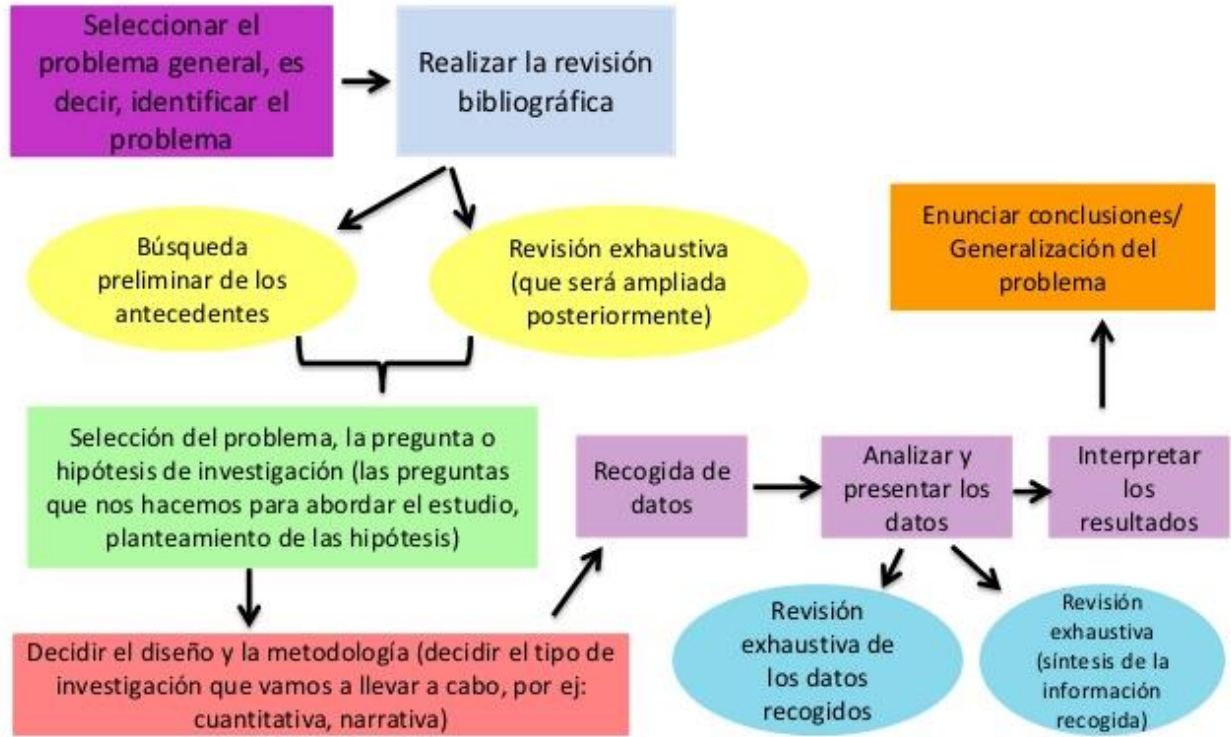 Seleccionar el
problema general, es
decir, identificar el
problema
Realizar la revisión
bibliográfica
Búsqueda
preliminar de los
antecedentes
Revisión exhaustiva
(que será ampliada
posteriormente)
Enunciar conclusiones/
Generalización del
problema
Selección del problema, la pregunta o
hipótesis de investigación (las preguntas
que nos hacemos para abordar el estudio,
planteamiento de las hipótesis)
Recogida de
datos
Analizar y
presentar los
datos
Interpretar
los
resultados
Decidir el diseño y la metodología (decidir el tipo de
investigación que vamos a llevar a cabo, por ej:
cuantitativa, narrativa)
Revisión
exhaustiva de
los datos
recogidos
Revisión
exhaustiva
(síntesis de la
información
recogida)